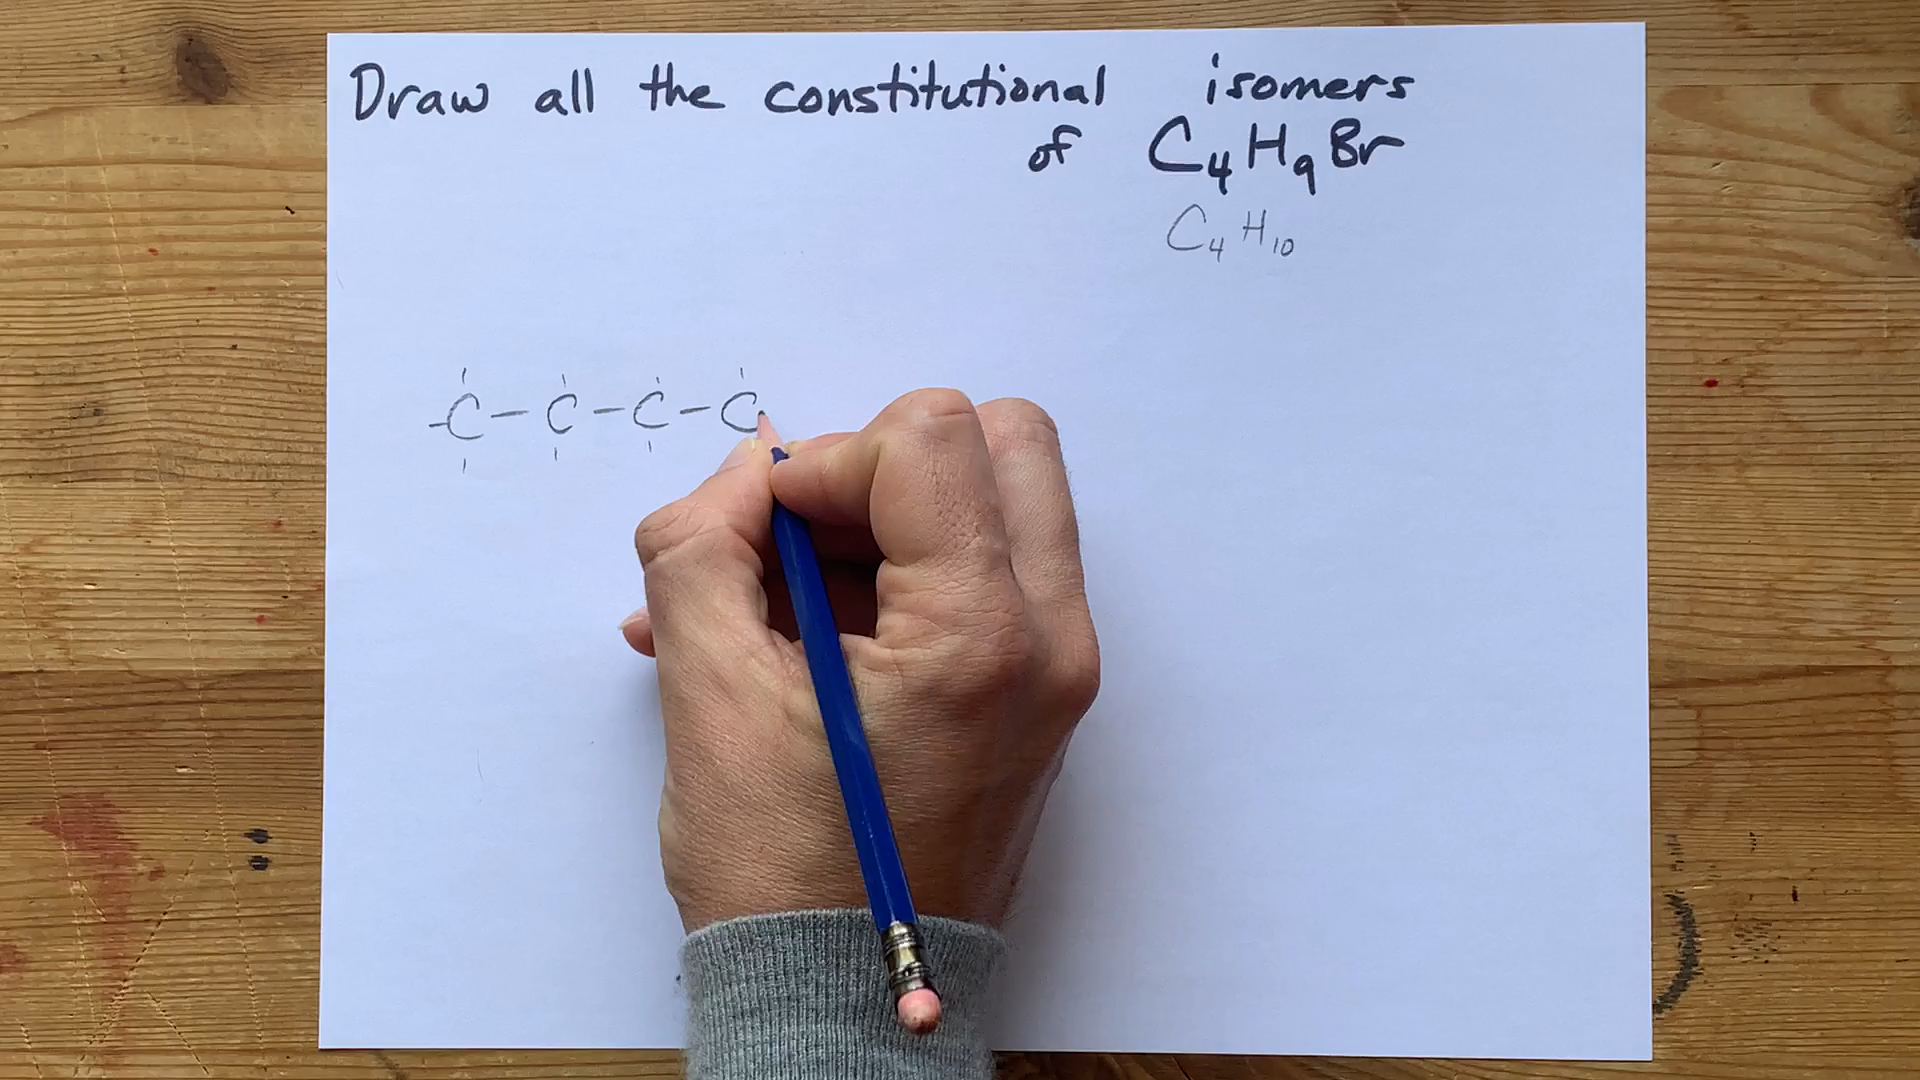 Draw all the constitutional isomers
of C₄H₉Br
C₄H₁₀
-C-C-C-C